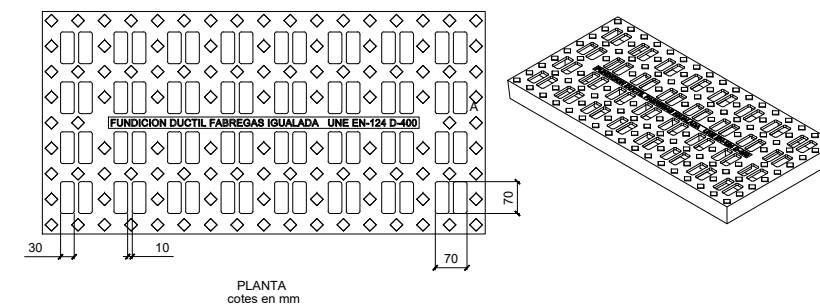 A
FUNDICION DUCTIL FABREGAS IGUALADA UNE EN-124 D-400
70
30
10
70
PLANTA
cotes en mm